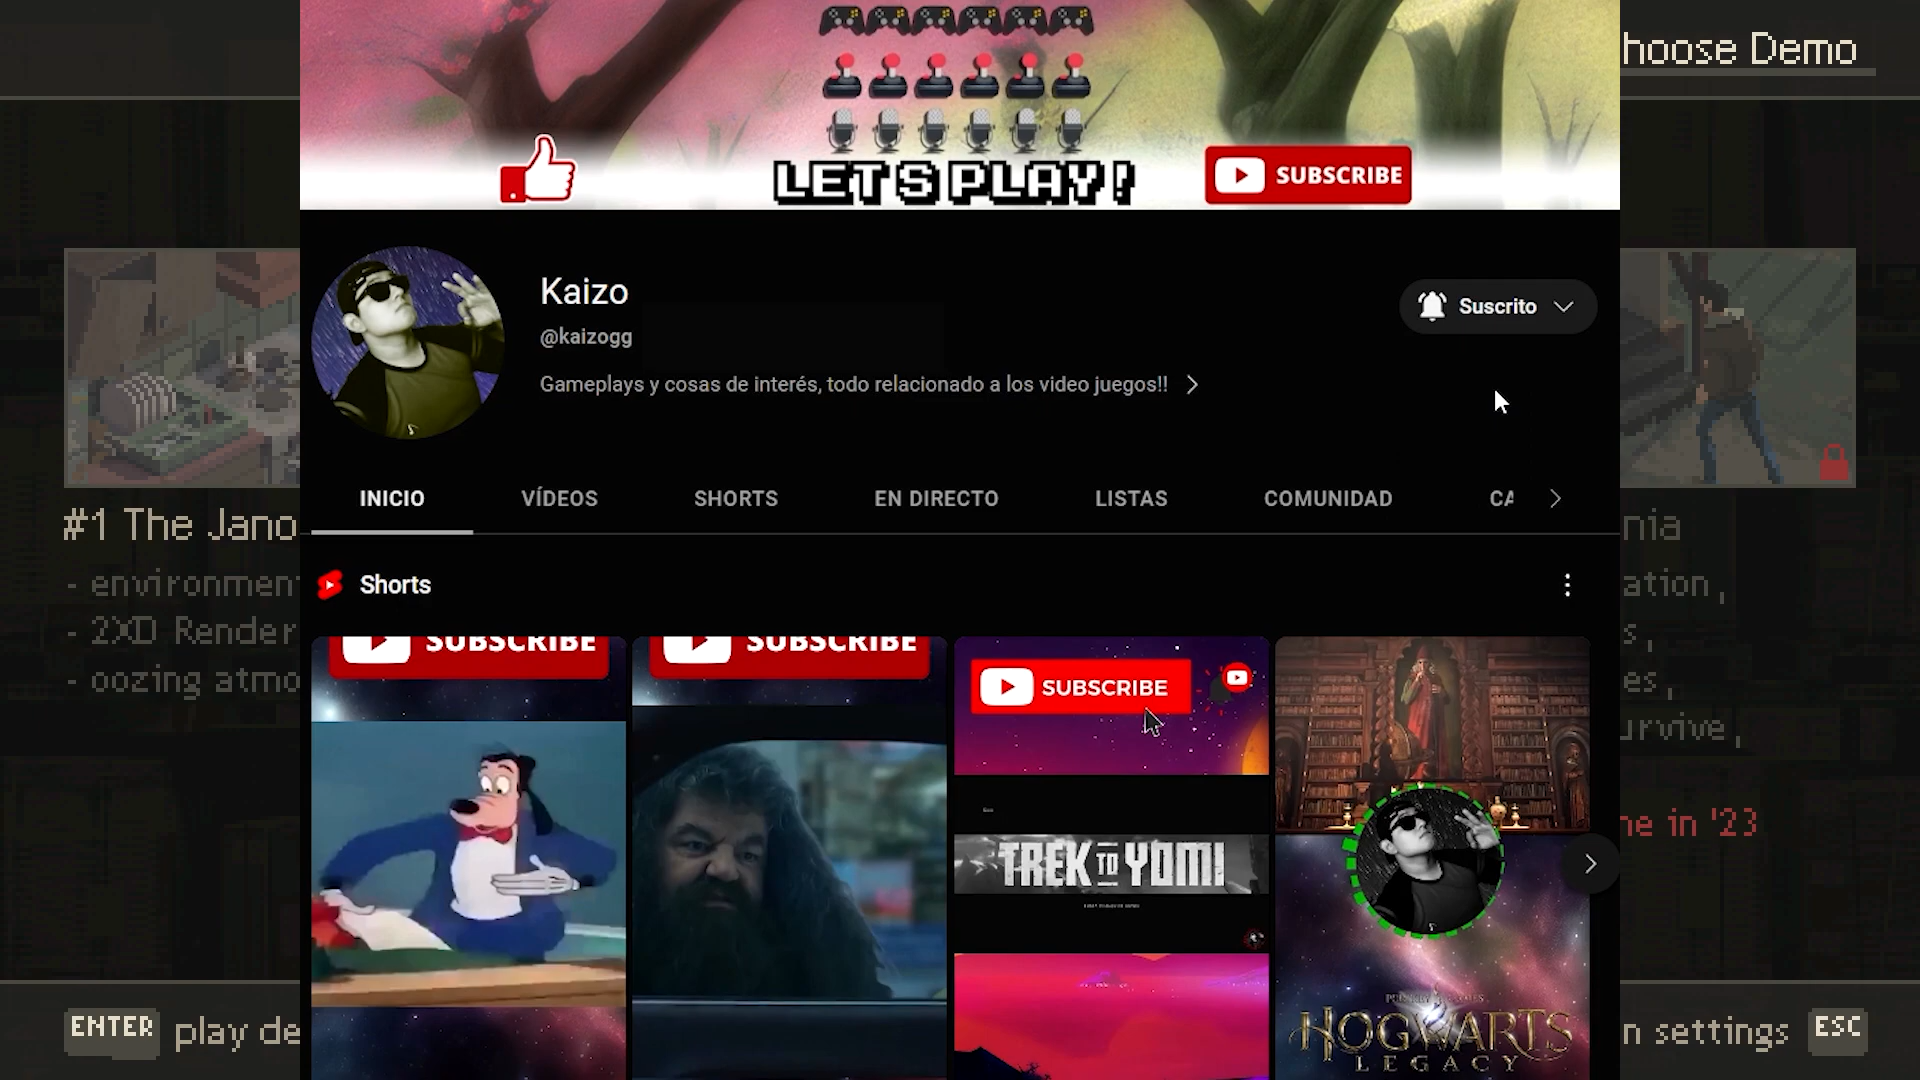 LET'S PLAY!
SUBSCRIBE
hoose Demo
Kaizo
@kaizogg
Suscrito
Gameplays y cosas de interés, todo relacionado a los video juegos!!
INICIO
VÍDEOS
SHORTS
EN DIRECTO
LISTAS
COMUNIDAD
CA
#1 The Jano
- environment
- 2XD Render
- oozing atmo
nia
ation,
s,
es,
urvive,
ne in '23
Shorts
SUBSCRIBE
SUBSCRIBE
SUBSCRIBE
TREK TO YOMI
HOGWARTS
LEGACY
ENTER play de
n settings ESC